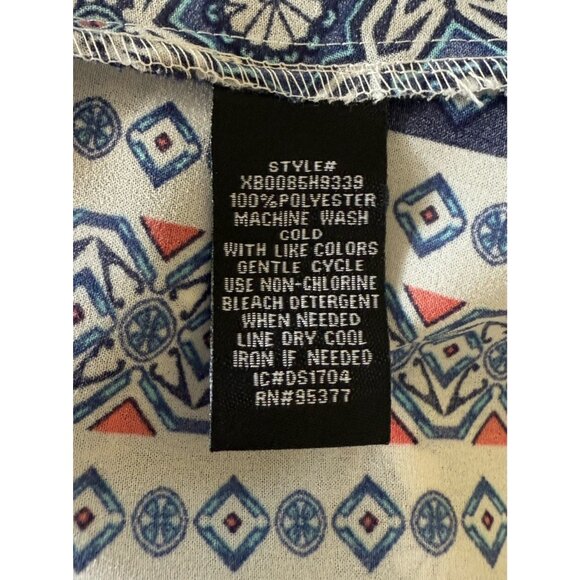 STYLE#
XB0085H9339
100%POLYESTER
MACHINE WASH
COLD
WITH LIKE COLORS
GENTLE CYCLE
USE NON-CHLORINE
BLEACH DETERGENT
WHEN NEEDED
LINE DRY COOL
IRON IF NEEDED
IC#DS1704
RN#95377